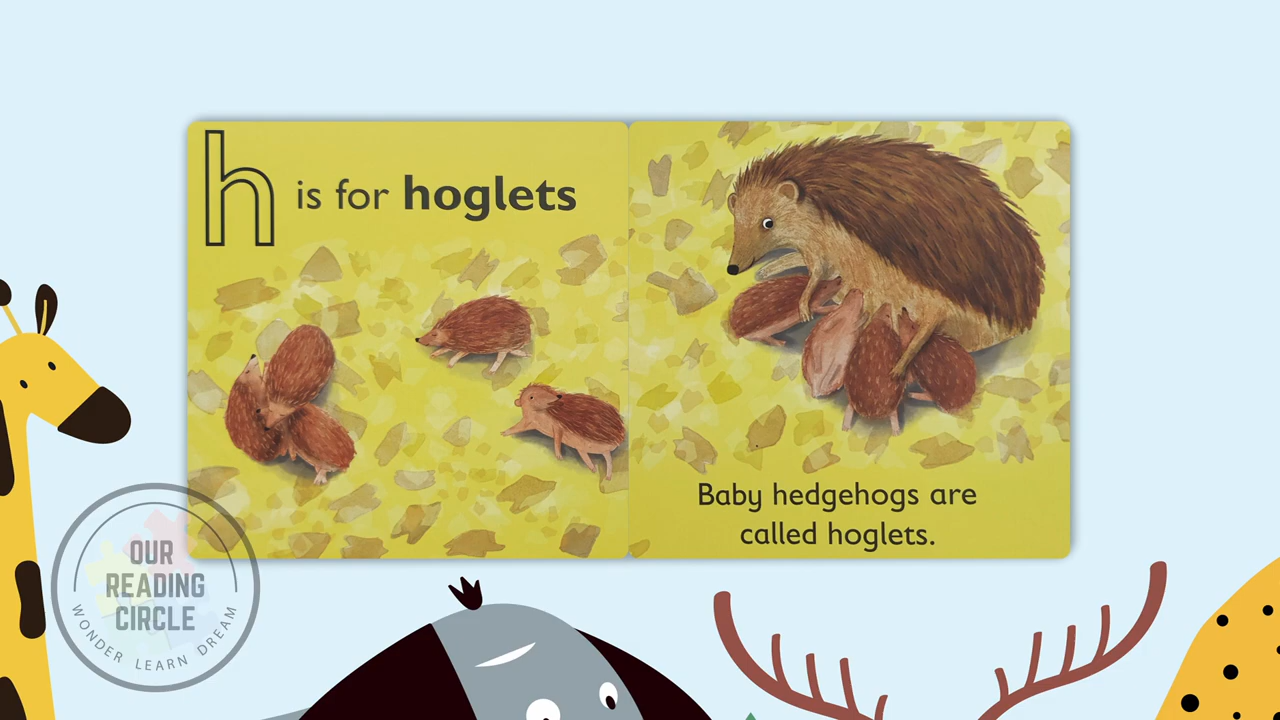 h is for hoglets
Baby hedgehogs are
called hoglets.
OUR
READING
CIRCLE
WONDER LEARN DREAM